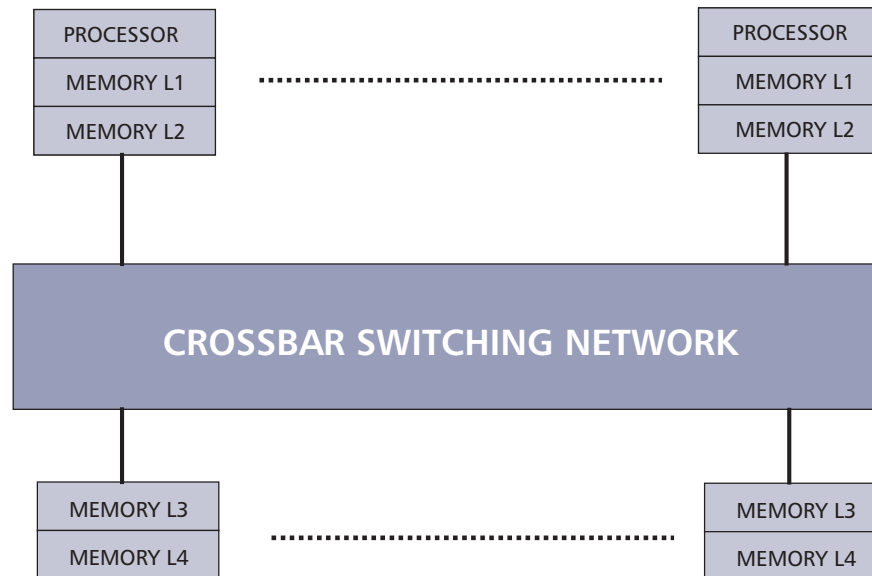 PROCESSOR
MEMORY L1
MEMORY L2
PROCESSOR
MEMORY L1
MEMORY L2
CROSSBAR SWITCHING NETWORK
MEMORY L3
MEMORY L4
MEMORY L3
MEMORY L4